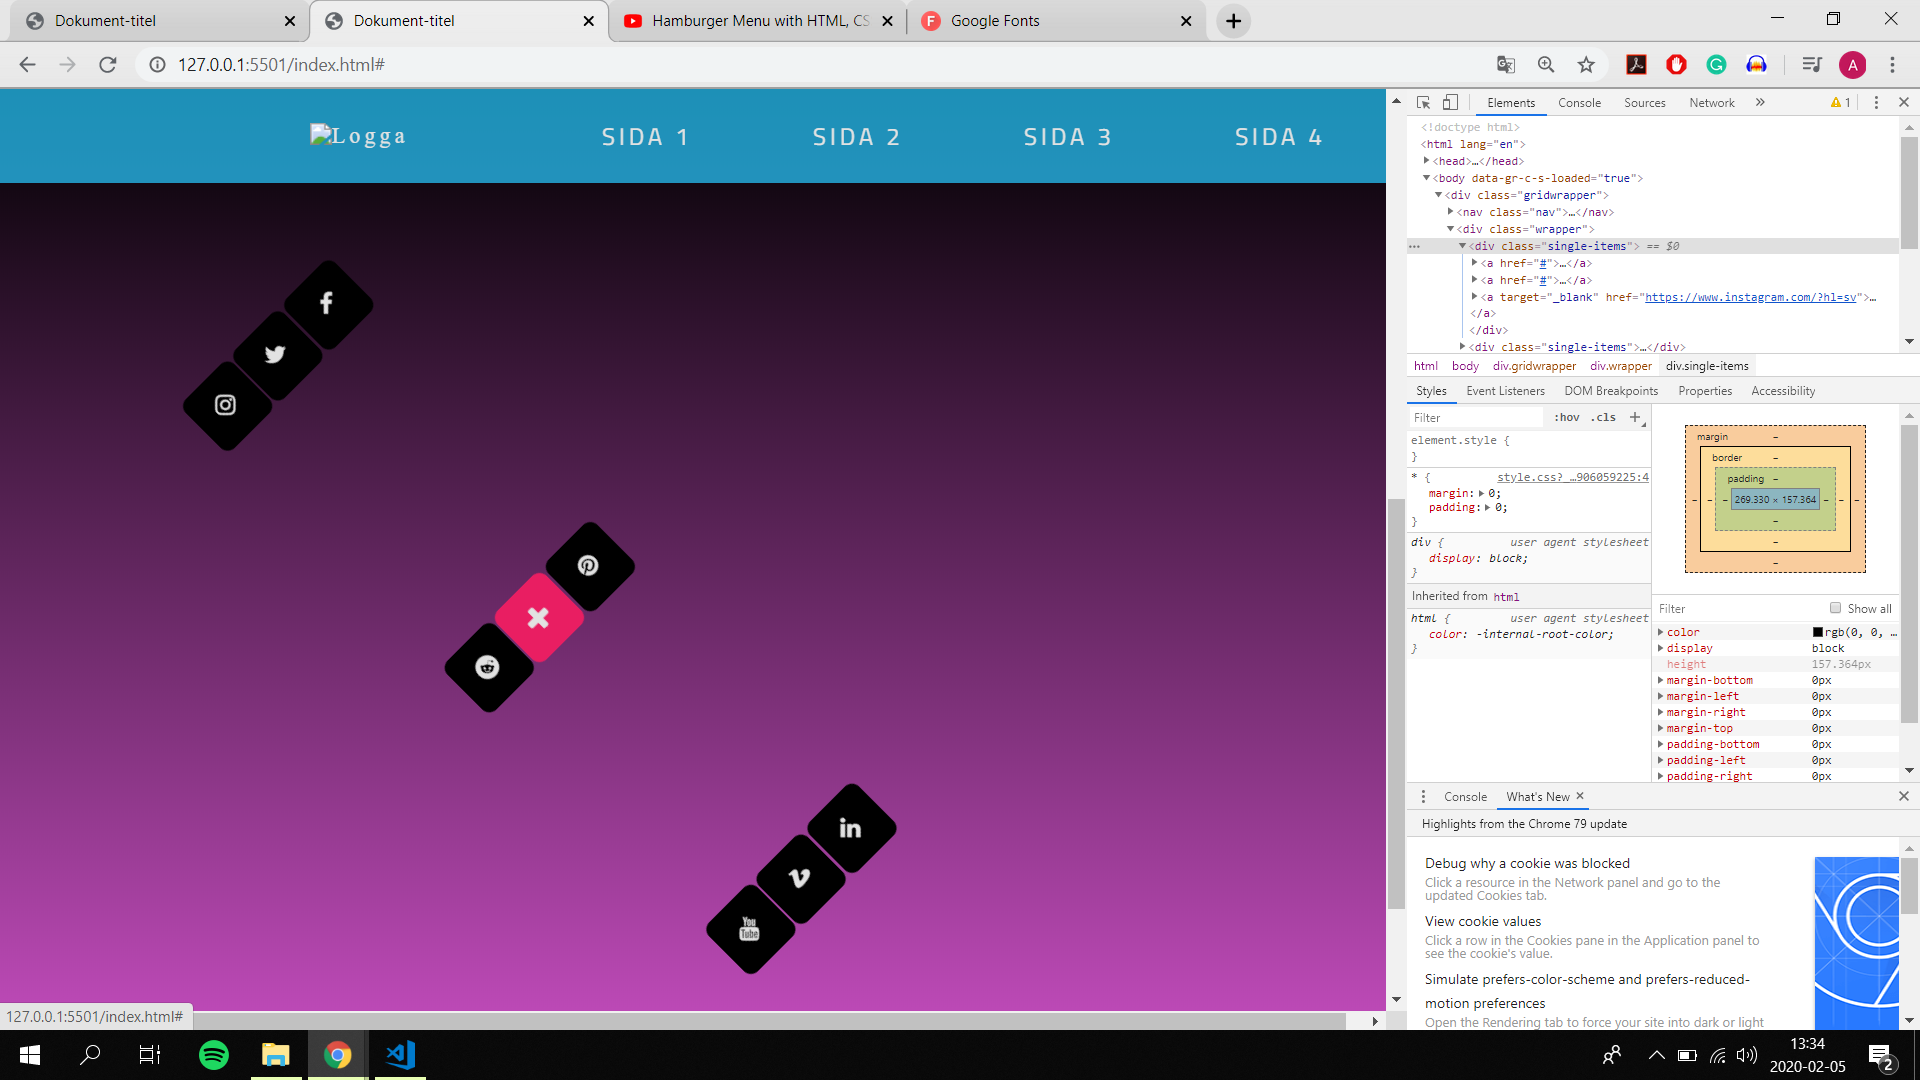 Dokument-titel
Dokument-titel
Hamburger Menu with HTML, CS
Google Fonts
127.0.0.1:5501/index.html#
A
Logga
SIDA 1
SIDA 2
SIDA 3
SIDA 4
You
Tube
127.0.0.1:5501/index.html#
Elements
Console
Sources
Network
1
<!doctype html>
<html lang="en">
<head>…</head>
<body data-gr-c-s-loaded="true">
<div class="gridwrapper">
<nav class="nav">…</nav>
<div class="wrapper">
<div class="single-items"> == $0
<a href="#">…</a>
<a href="#">…</a>
<a target="_blank" href="https://www.instagram.com/?hl=sv">…
</a>
</div>
<div class="single-items">…</div>
html
body
div.gridwrapper
div.wrapper
div.single-items
Styles
Event Listeners
DOM Breakpoints
Properties
Accessibility
Filter
:hov
.cls
element.style {
}
* {
style.css?_…906059225:4
margin: 0;
padding: 0;
}
div {
user agent stylesheet
display: block;
}
Inherited from html
html {
user agent stylesheet
color: -internal-root-color;
}
margin
–
border
–
padding
–
– – – 269.330 × 157.364 – – –
–
–
–
Filter
Show all
color
rgb(0, 0, …
display
block
height
157.364px
margin-bottom
0px
margin-left
0px
margin-right
0px
margin-top
0px
padding-bottom
0px
padding-left
0px
padding-right
0px
Console
What's New
Highlights from the Chrome 79 update
Debug why a cookie was blocked
Click a resource in the Network panel and go to the
updated Cookies tab.
View cookie values
Click a row in the Cookies pane in the Application panel to
see the cookie's value.
Simulate prefers-color-scheme and prefers-reduced-
motion preferences
Open the Rendering tab to force your site into dark or light
13:34
2020-02-05
2